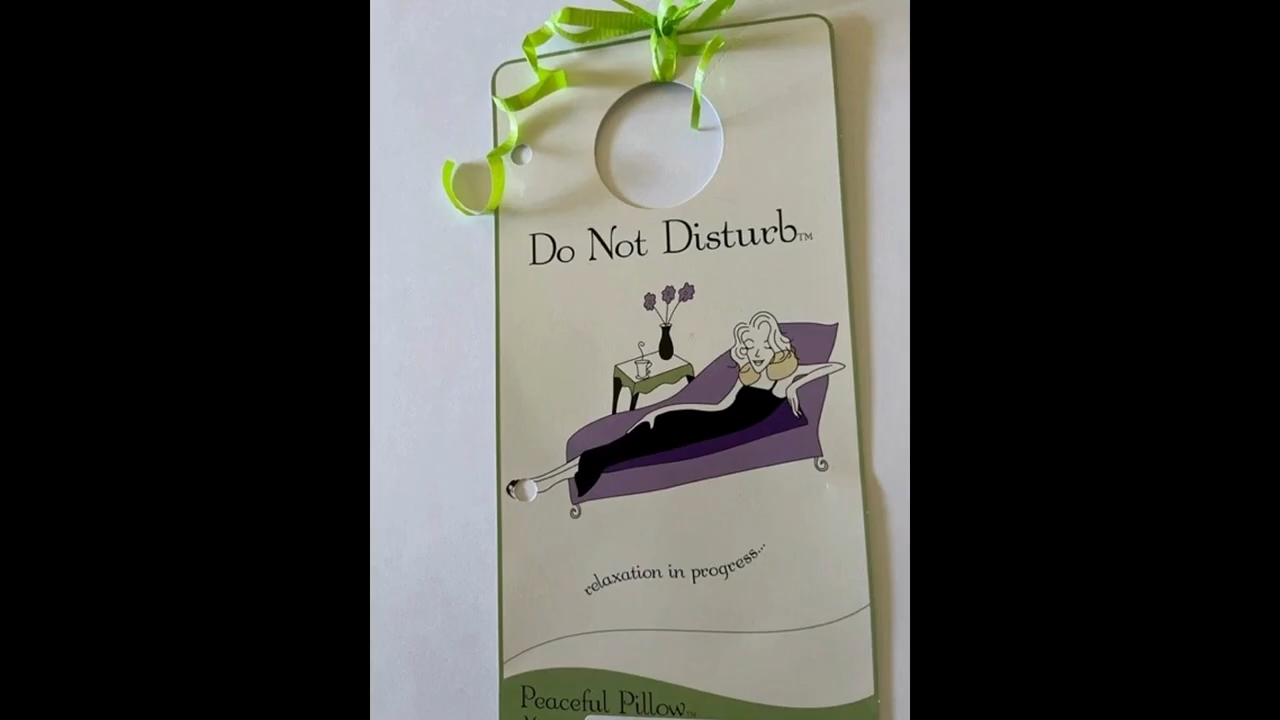 Do Not Disturb™
relaxation in progress...
Peaceful Pillow™